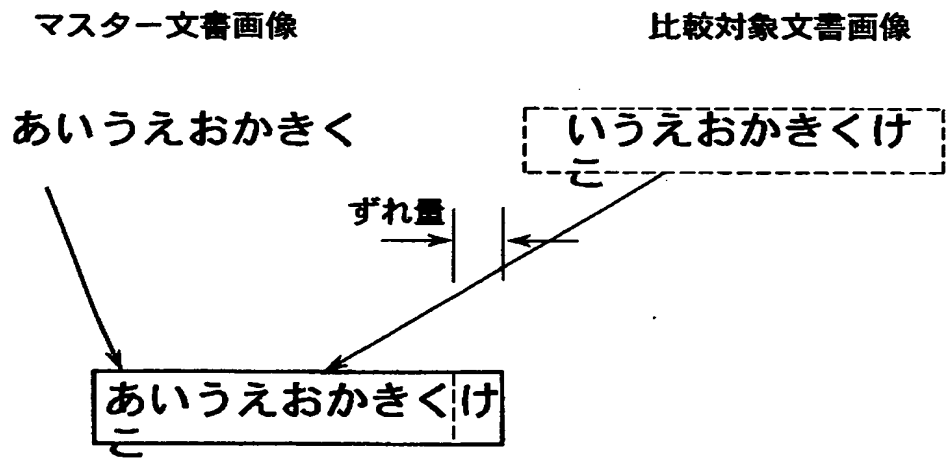 マスター文書画像
比較対象文書画像
あいうえおかきく
いうえおかきくけ
こ
ずれ量
あいうえおかきくけ
こ